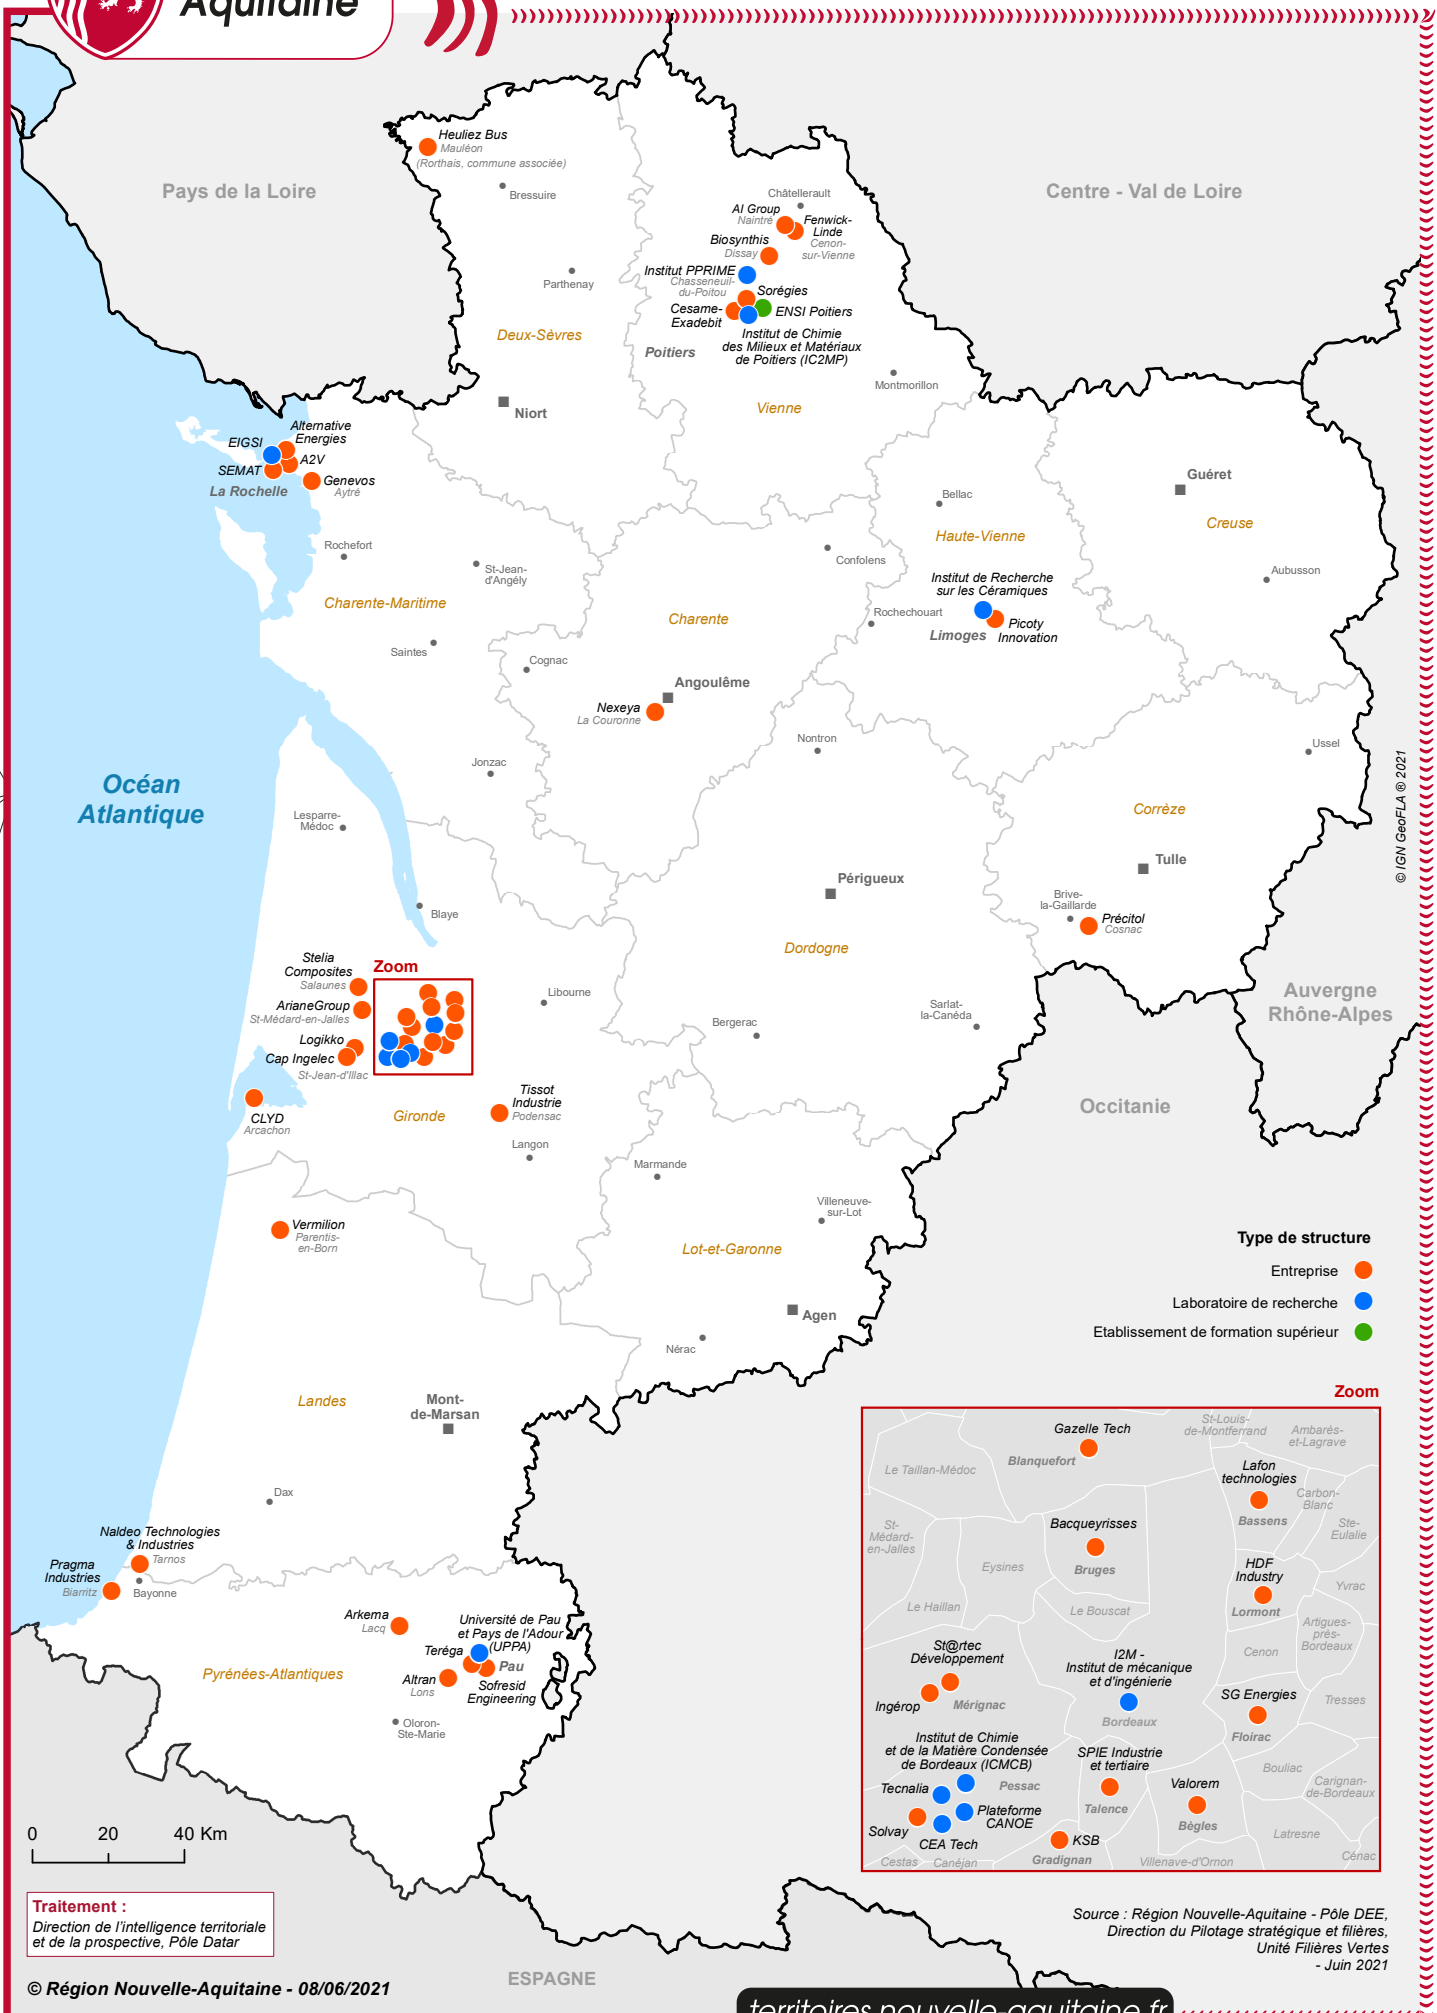 Aquitaine
Pays de la Loire
Centre - Val de Loire
Heuliez Bus
Mauléon
(Rorthais, commune associée)
Bressuire
Parthenay
Deux-Sèvres
Niort
Châtellerault
AI Group
Naintré
Fenwick-
Linde
Cenon-
sur-Vienne
Biosynthis
Dissay
Institut PPRIME
Chasseneuil-
du-Poitou
Sorégies
Cesame-
Exadebit
ENSI Poitiers
Institut de Chimie
des Milieux et Matériaux
de Poitiers (IC2MP)
Poitiers
Montmorillon
Vienne
Alternative
Energies
EIGSI
A2V
SEMAT
La Rochelle
Genevos
Aytré
Rochefort
St-Jean-
d'Angély
Charente-Maritime
Saintes
Jonzac
Confolens
Charente
Cognac
Angoulême
Nexeya
La Couronne
Bellac
Haute-Vienne
Institut de Recherche
sur les Céramiques
Rochechouart
Limoges
Picoty
Innovation
Guéret
Creuse
Aubusson
Ussel
Corrèze
Tulle
Brive-
la-Gaillarde
Précitol
Cosnac
© IGN GeoFLA ® 2021
Océan
Atlantique
Nontron
Périgueux
Dordogne
Bergerac
Sarlat-
la-Canéda
Lesparre-
Médoc
Blaye
Stelia
Composites
Salaunes
Zoom
ArianeGroup
St-Médard-en-Jalles
Logikko
Cap Ingelec
St-Jean-d'Illac
Libourne
CLYD
Arcachon
Gironde
Tissot
Industrie
Podensac
Langon
Auvergne
Rhône-Alpes
Occitanie
Marmande
Villeneuve-
sur-Lot
Lot-et-Garonne
Agen
Nérac
Vermilion
Parentis-
en-Born
Landes
Mont-
de-Marsan
Dax
Naldeo Technologies
& Industries
Tarnos
Pragma
Industries
Biarritz
Bayonne
Arkema
Lacq
Université de Pau
et Pays de l'Adour
(UPPA)
Teréga
Pau
Altran
Lons
Sofresid
Engineering
Pyrénées-Atlantiques
Oloron-
Ste-Marie
Type de structure
Entreprise
Laboratoire de recherche
Etablissement de formation supérieur
Zoom
Gazelle Tech
Blanquefort
St-Louis-
de-Montferrand
Ambarès-
et-Lagrave
Le Taillan-Médoc
Lafon
technologies
Bassens
Carbon-
Blanc
Ste-
Eulalie
St-
Médard-
en-Jalles
Bacqueyrisses
Bruges
Eysines
HDF
Industry
Lormont
Yvrac
Le Haillan
Le Bouscat
Artigues-
près-
Bordeaux
Cenon
St@rtec
Développement
Ingérop
Mérignac
I2M -
Institut de mécanique
et d'ingénierie
Bordeaux
SG Energies
Floirac
Tresses
Institut de Chimie
et de la Matière Condensée
de Bordeaux (ICMCB)
Pessac
Tecnalia
Plateforme
CANOE
Solvay
CEA Tech
SPIE Industrie
et tertiaire
Talence
Valorem
Bègles
Bouliac
Carignan-
de-Bordeaux
KSB
Gradignan
Latresne
Cestas
Canéjan
Villenave-d'Ornon
Cénac
0 20 40 Km
Traitement :
Direction de l'intelligence territoriale
et de la prospective, Pôle Datar
© Région Nouvelle-Aquitaine - 08/06/2021
ESPAGNE
Source : Région Nouvelle-Aquitaine - Pôle DEE,
Direction du Pilotage stratégique et filières,
Unité Filières Vertes
- Juin 2021
territoires.nouvelle-aquitaine.fr